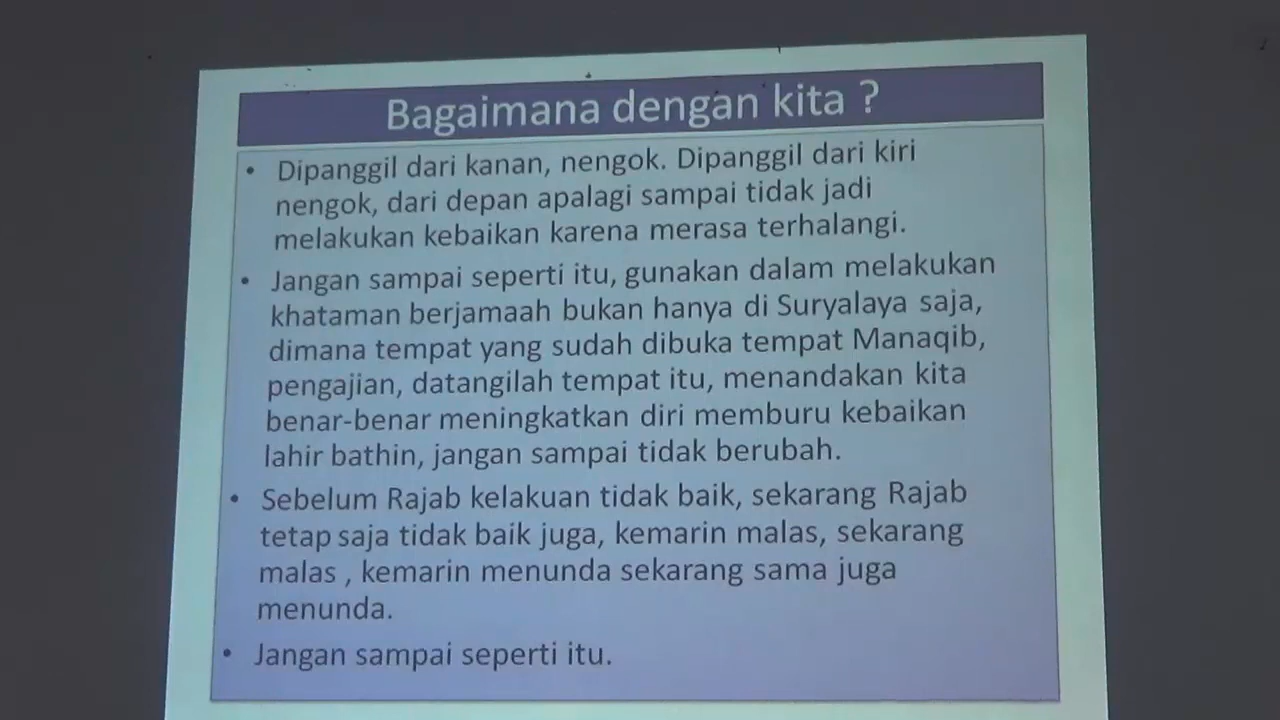 Bagaimana dengan kita ?
• Dipanggil dari kanan, nengok. Dipanggil dari kiri
nengok, dari depan apalagi sampai tidak jadi
melakukan kebaikan karena merasa terhalangi.
• Jangan sampai seperti itu, gunakan dalam melakukan
khataman berjamaah bukan hanya di Suryalaya saja,
dimana tempat yang sudah dibuka tempat Manaqib,
pengajian, datangilah tempat itu, menandakan kita
benar-benar meningkatkan diri memburu kebaikan
lahir bathin, jangan sampai tidak berubah.
• Sebelum Rajab kelakuan tidak baik, sekarang Rajab
tetap saja tidak baik juga, kemarin malas, sekarang
malas , kemarin menunda sekarang sama juga
menunda.
• Jangan sampai seperti itu.